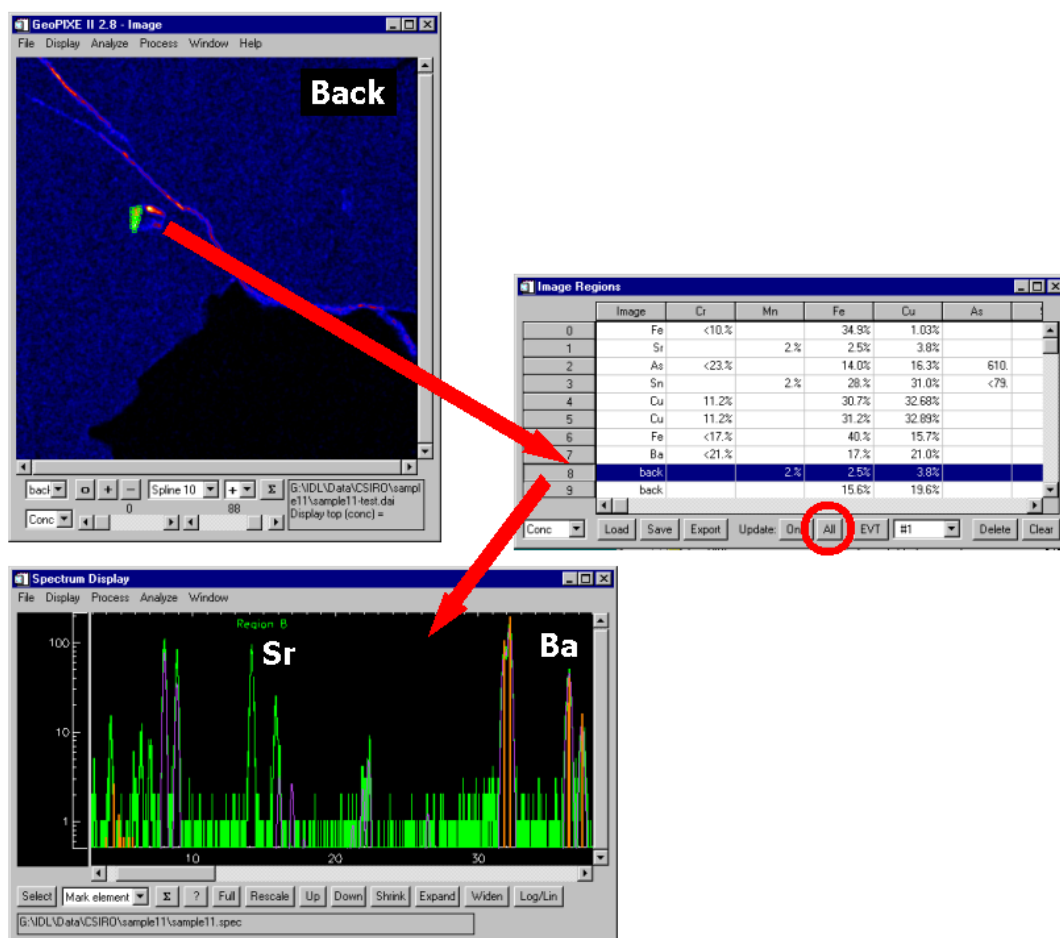 GeoPIXE II 2.8 - Image
File Display Analyze Process Window Help
Back
0 88
Spline 10 + Σ
o + −
Conc
G:\IDL\Data\CSIRO\sampl
e11\sample11-test.dai
Display top (conc) =
Image Regions
Image Cr Mn Fe Cu As
0 Fe <10.% 34.9% 1.03%
1 Sr 2.% 2.5% 3.8%
2 As <23.% 14.0% 16.3% 610.
3 Sn 2.% 28.% 31.0% <79.
4 Cu 11.2% 30.7% 32.68%
5 Cu 11.2% 31.2% 32.89%
6 Fe <17.% 40.% 15.7%
7 Ba <21.% 17.% 21.0%
8 back 2.% 2.5% 3.8%
9 back 15.6% 19.6%
Conc Load Save Export Update: All EVT #1 Delete Clear
Spectrum Display
File Display Process Analyze Window
Region 8
Sr
Ba
100
10
1
10 20 30
Select Mark element Σ ? Full Rescale Up Down Shrink Expand Widen Log/Lin
G:\IDL\Data\CSIRO\sample11\sample11.spec